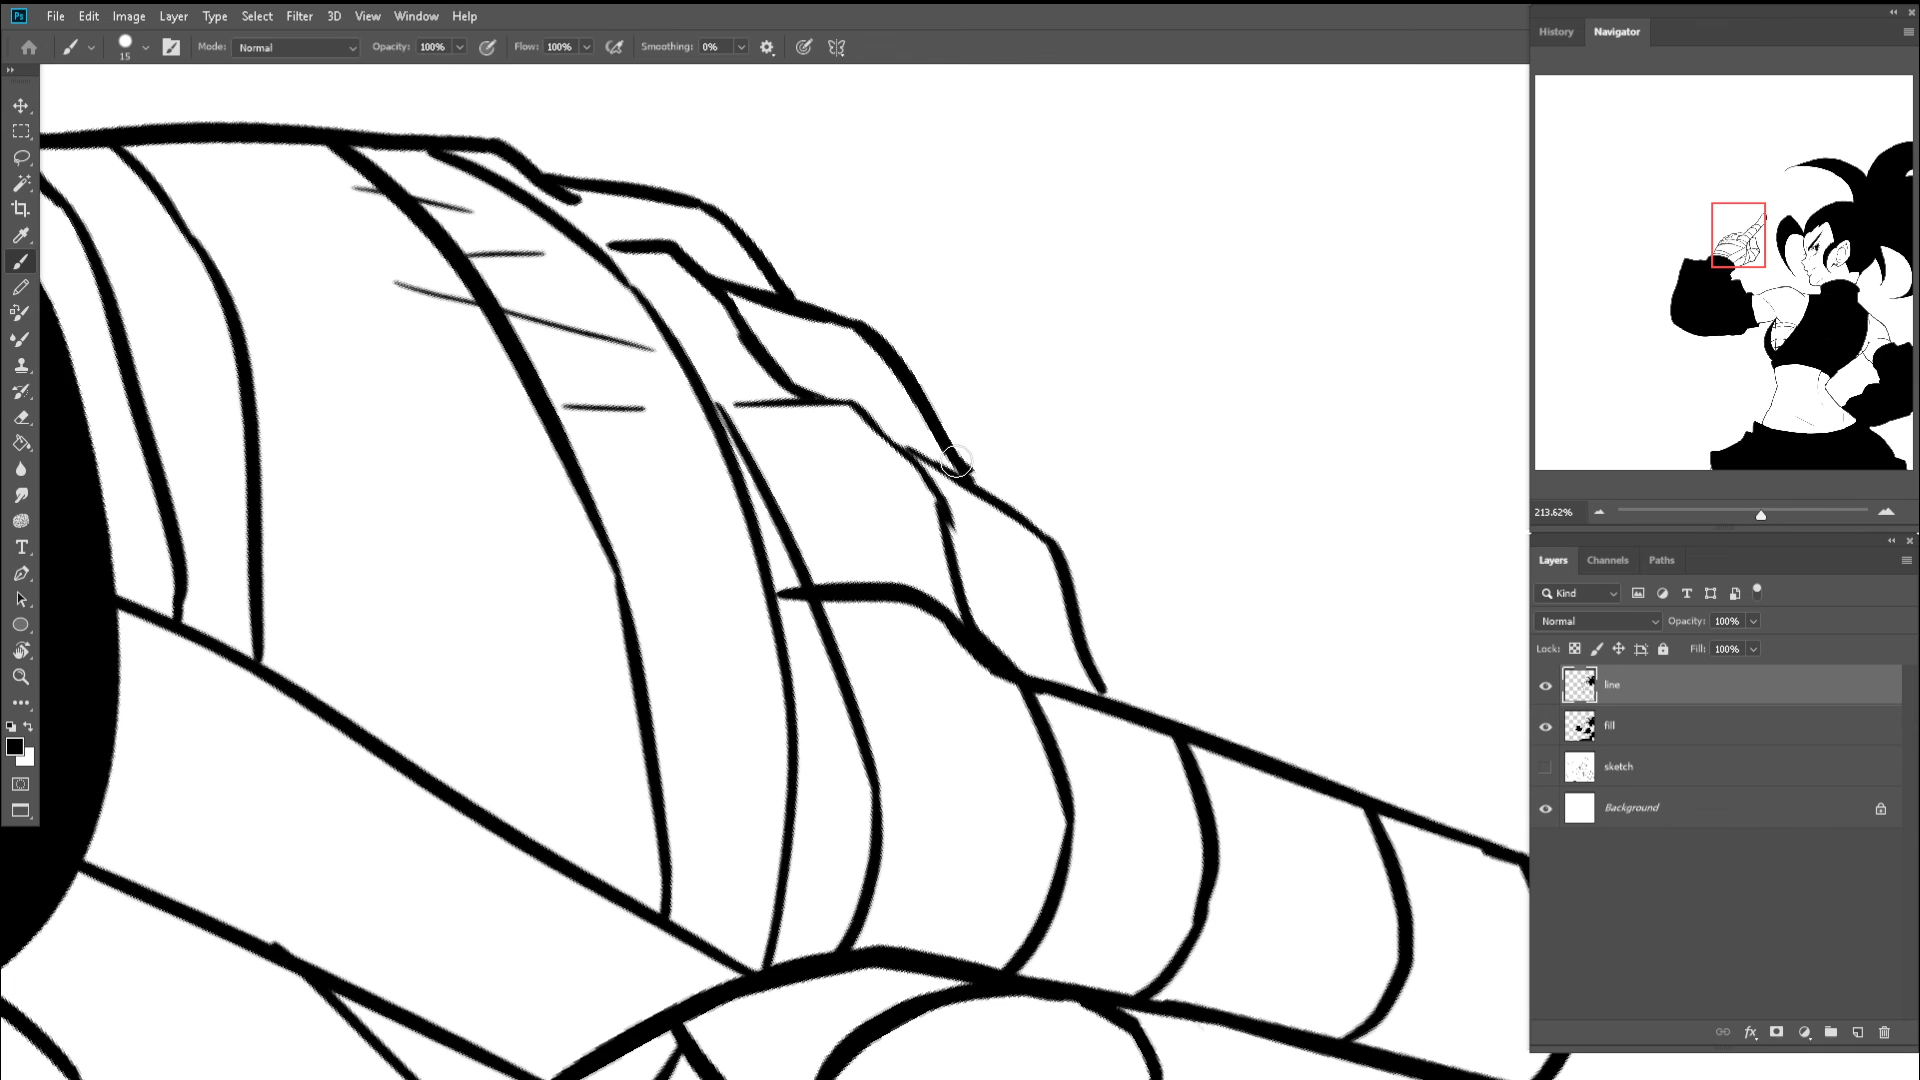 Ps File Edit Image Layer Type Select Filter 3D View Window Help
15 Mode: Normal Opacity: 100% Flow: 100% Smoothing: 0%
History Navigator
213.62%
Layers Channels Paths
Kind
Normal Opacity: 100%
Lock: Fill: 100%
line
fill
sketch
Background